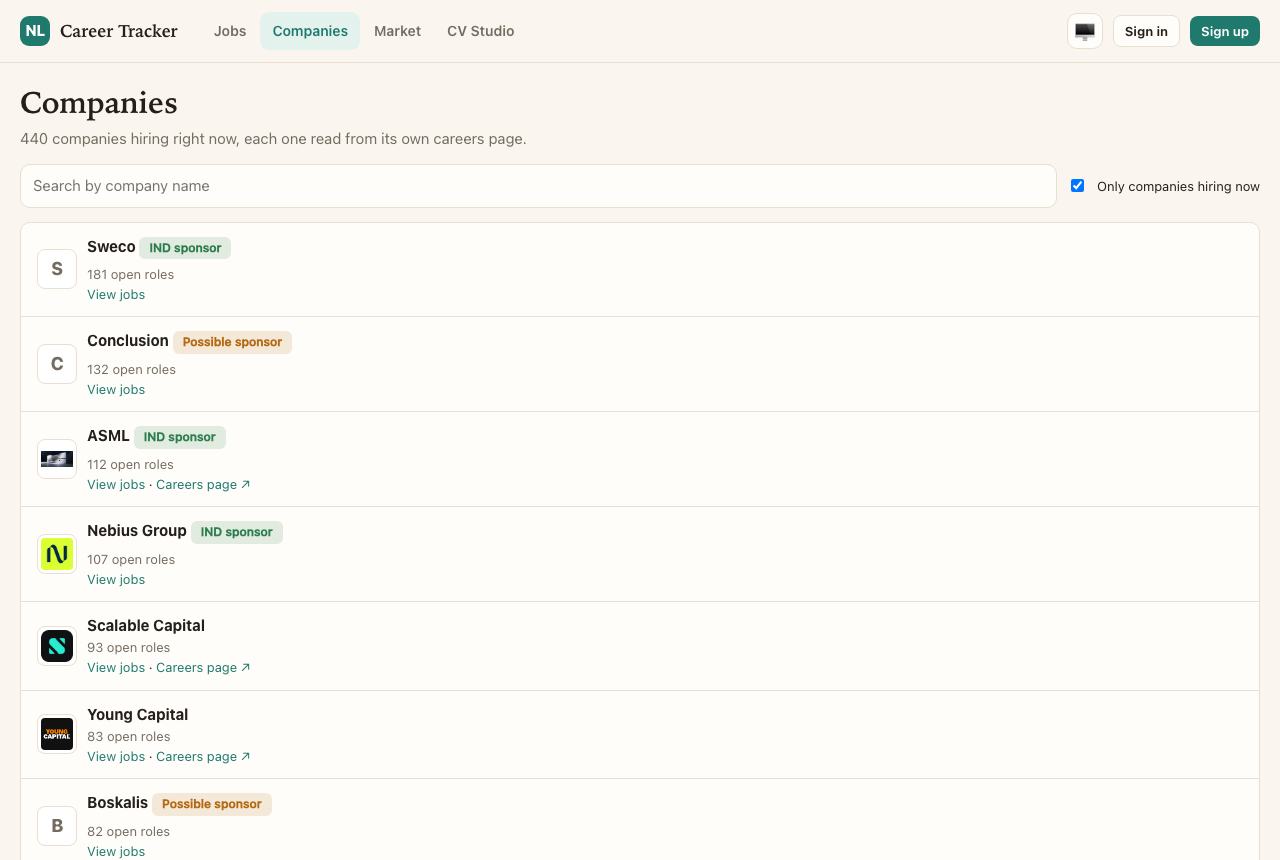 NL Career Tracker Jobs Companies Market CV Studio Sign in Sign up
Companies
440 companies hiring right now, each one read from its own careers page.
Search by company name Only companies hiring now
Sweco IND sponsor
S
181 open roles
View jobs
Conclusion Possible sponsor
C
132 open roles
View jobs
ASML IND sponsor
112 open roles
View jobs · Careers page ↗
Nebius Group IND sponsor
107 open roles
View jobs
Scalable Capital
93 open roles
View jobs · Careers page ↗
Young Capital
YOUNG
CAPITAL
83 open roles
View jobs · Careers page ↗
Boskalis Possible sponsor
B
82 open roles
View jobs